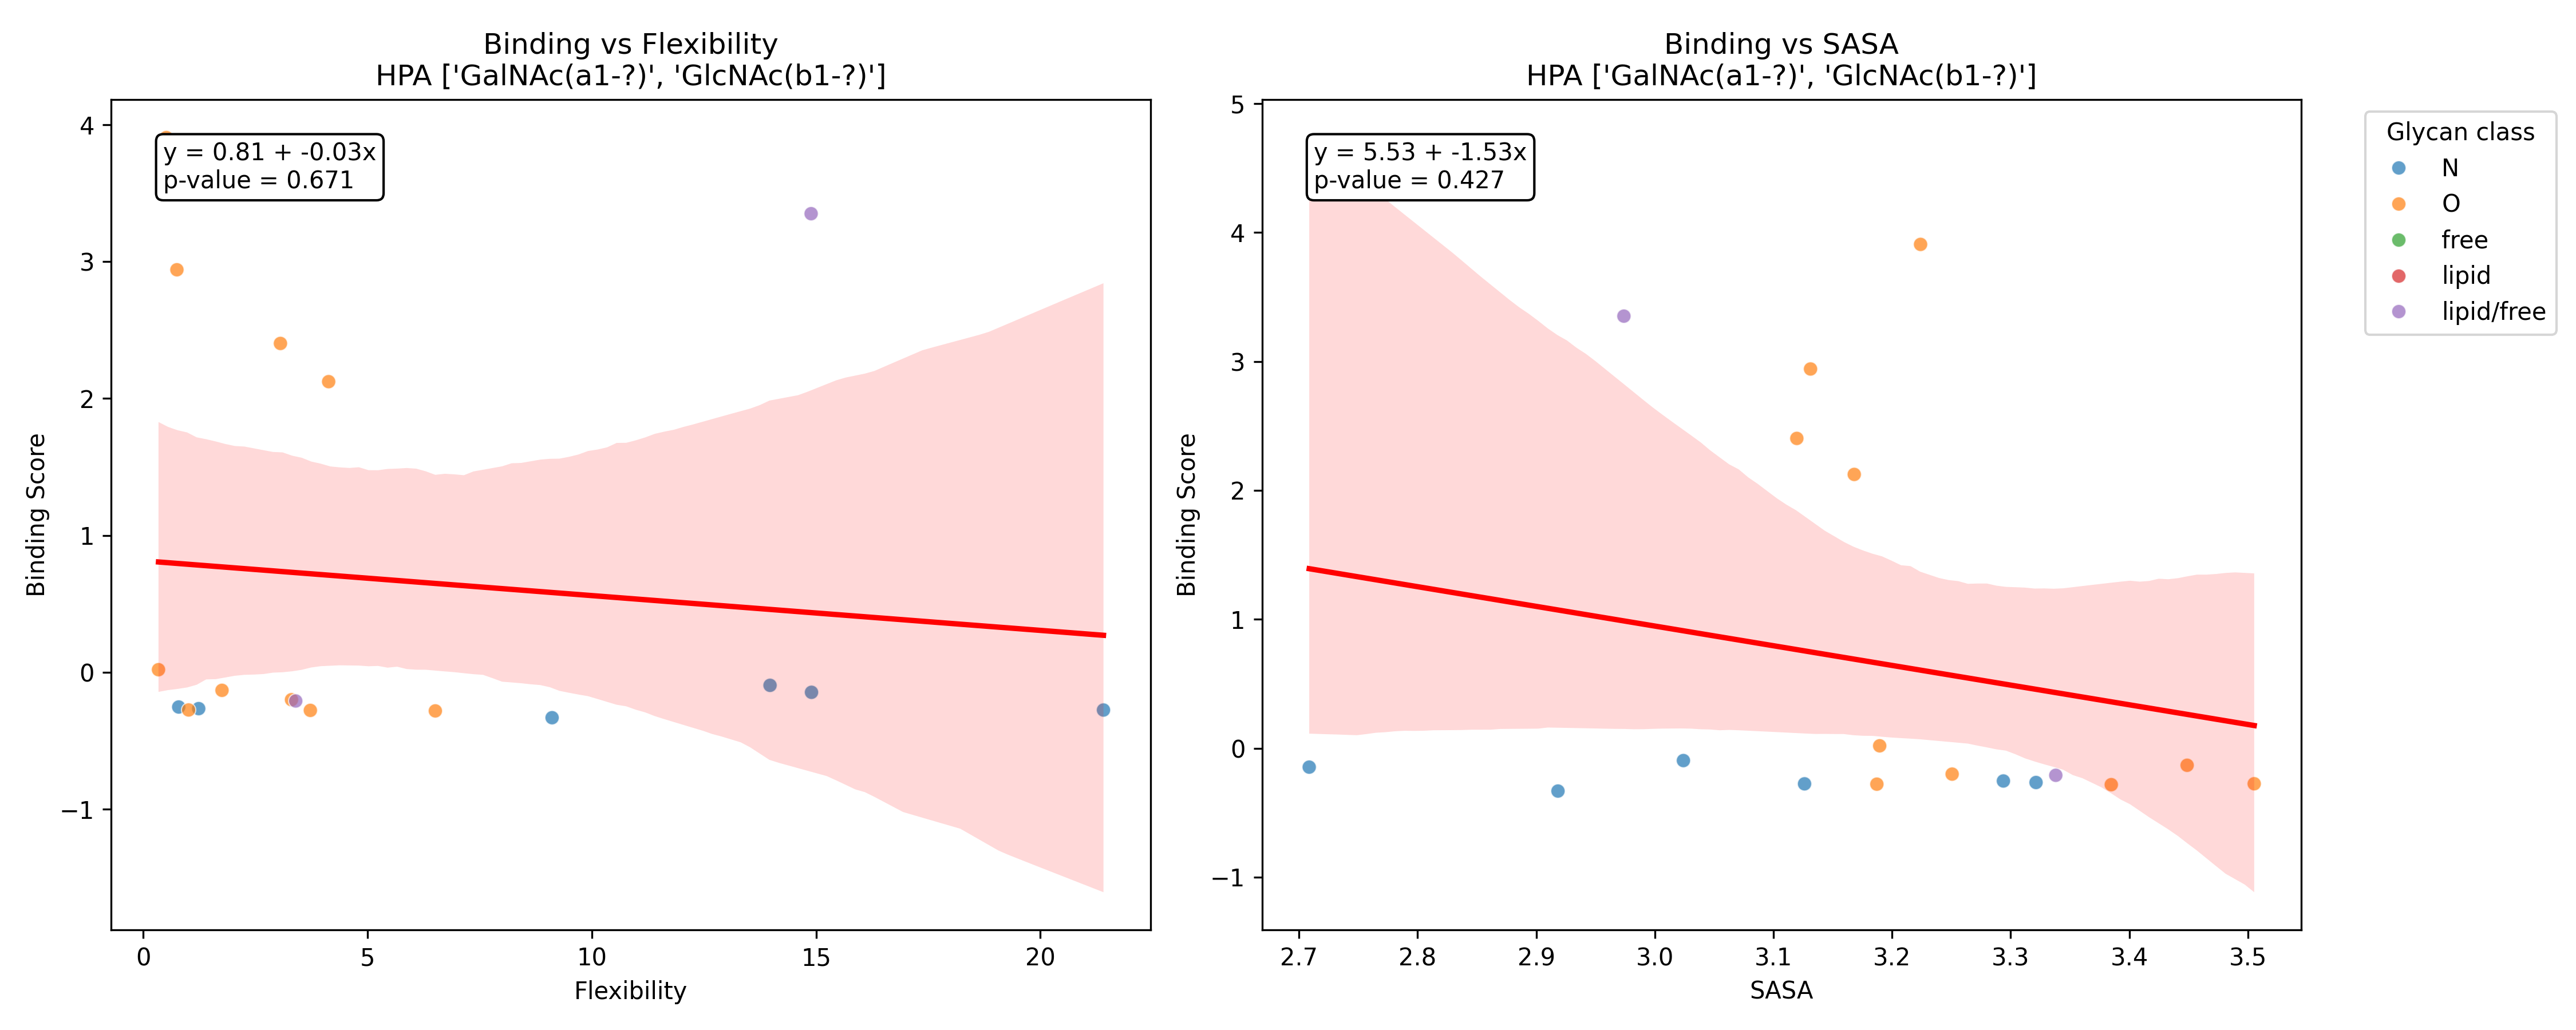 Binding vs Flexibility
HPA ['GalNAc(a1-?)', 'GlcNAc(b1-?)']
y = 0.81 + -0.03x
p-value = 0.671
Binding Score
4
3
2
1
0
−1
0
5
10
15
20
Flexibility
Binding vs SASA
HPA ['GalNAc(a1-?)', 'GlcNAc(b1-?)']
y = 5.53 + -1.53x
p-value = 0.427
Binding Score
5
4
3
2
1
0
−1
2.7
2.8
2.9
3.0
3.1
3.2
3.3
3.4
3.5
SASA
Glycan class
N
O
free
lipid
lipid/free